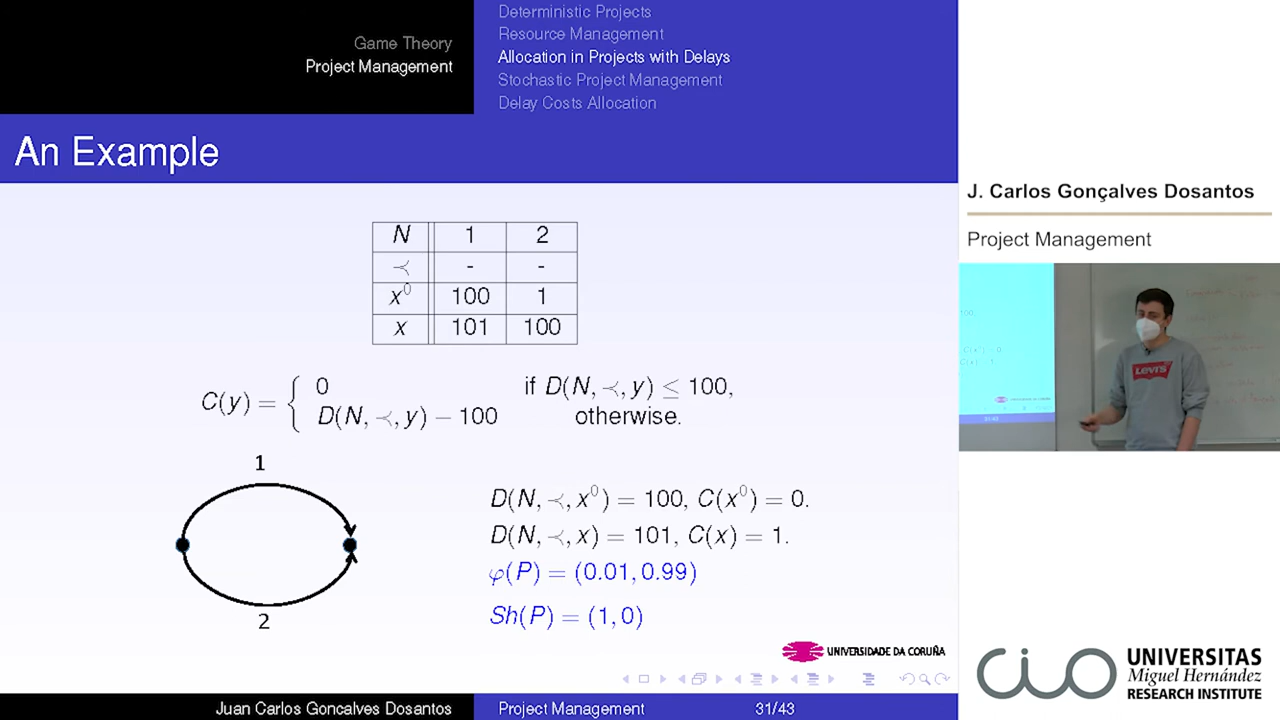 Game Theory
Project Management
Deterministic Projects
Resource Management
Allocation in Projects with Delays
Stochastic Project Management
Delay Costs Allocation
An Example
N 1 2
≺ - -
x⁰ 100 1
x 101 100
C(y) = { 0 if D(N, ≺, y) ≤ 100,
D(N, ≺, y) − 100 otherwise.
1
2
D(N, ≺, x⁰) = 100, C(x⁰) = 0.
D(N, ≺, x) = 101, C(x) = 1.
φ(P) = (0.01, 0.99)
Sh(P) = (1, 0)
UNIVERSIDADE DA CORUÑA
Juan Carlos Goncalves Dosantos
Project Management
31/43
J. Carlos Gonçalves Dosantos
Project Management
LEVI'S
CIO
UNIVERSITAS
Miguel Hernández
RESEARCH INSTITUTE